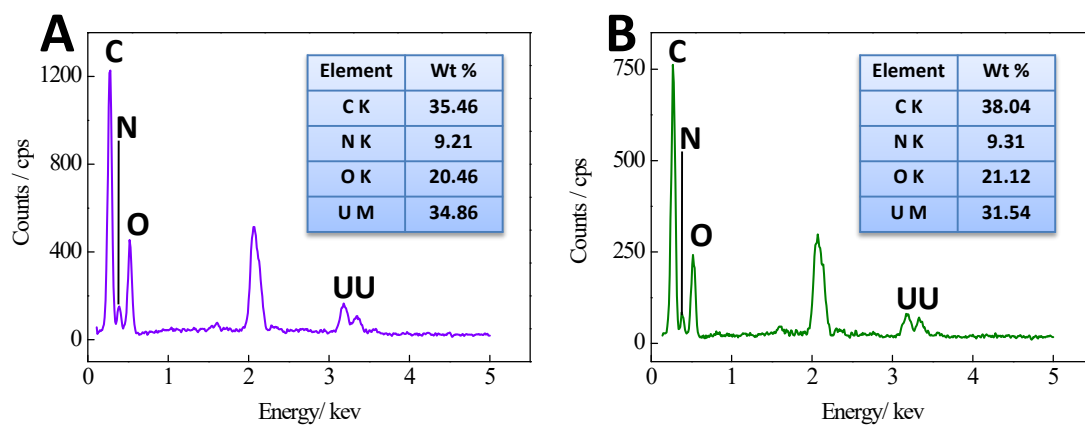 A
C
N
O
UU
Counts / cps
1200
800
400
0
0 1 2 3 4 5
Energy/ kev
Element Wt %
C K 35.46
N K 9.21
O K 20.46
U M 34.86
B
C
N
O
UU
Counts / cps
750
500
250
0
0 1 2 3 4 5
Energy/ kev
Element Wt %
C K 38.04
N K 9.31
O K 21.12
U M 31.54